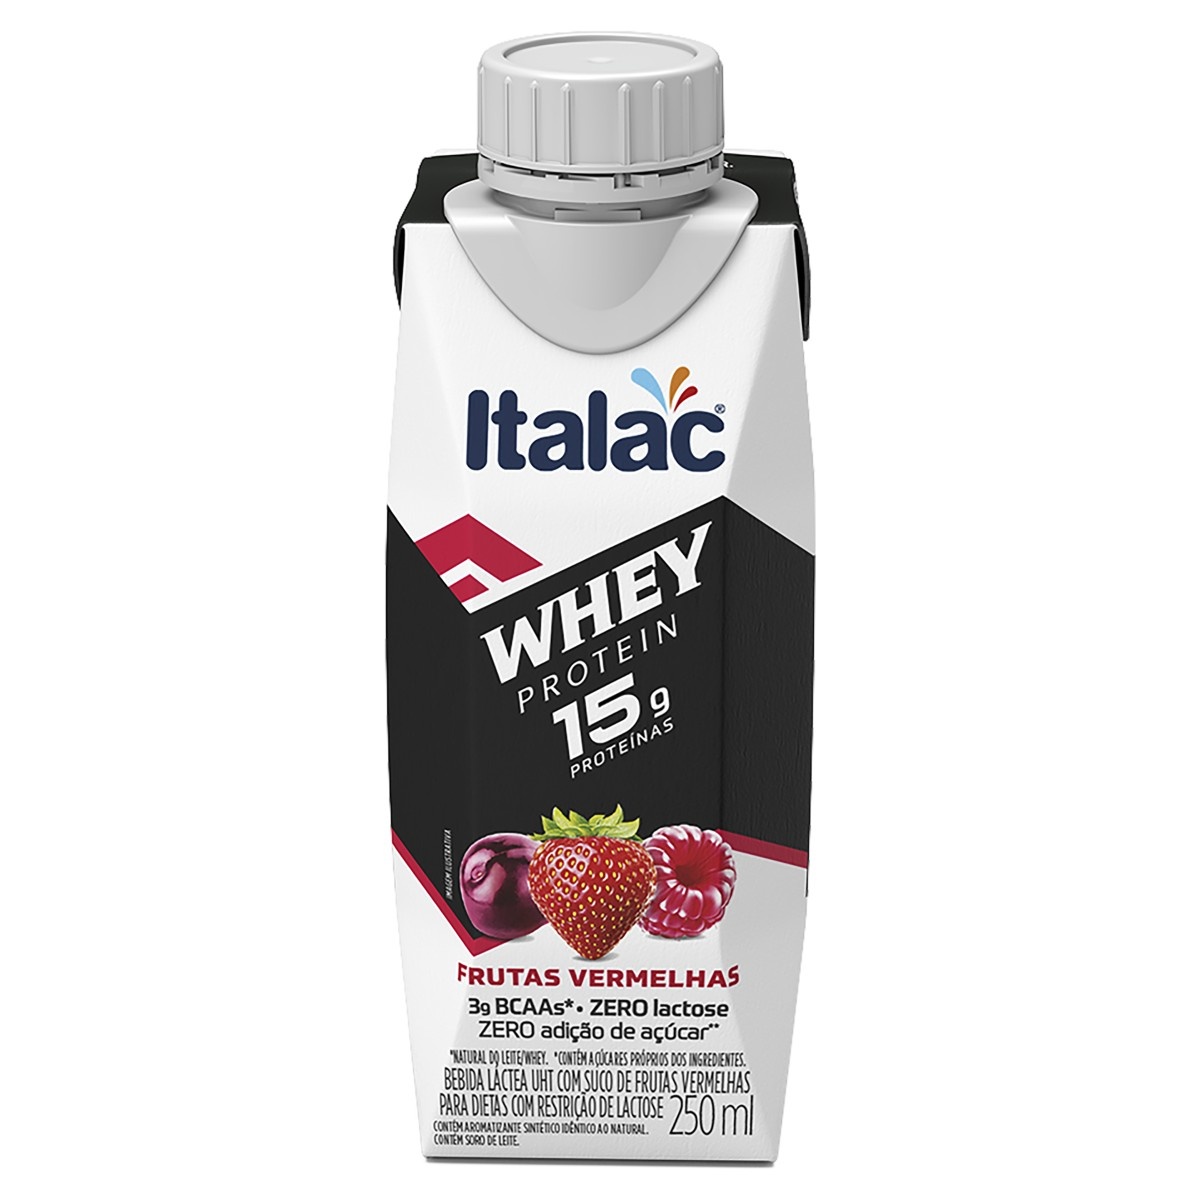 Italac®
WHEY
PROTEIN
15g
PROTEÍNAS
IMAGEM ILUSTRATIVA
FRUTAS VERMELHAS
3g BCAAs* • ZERO lactose
ZERO adição de açúcar**
*NATURAL DO LEITE/WHEY. *CONTÉM AÇÚCARES PRÓPRIOS DOS INGREDIENTES.
BEBIDA LÁCTEA UHT COM SUCO DE FRUTAS VERMELHAS
PARA DIETAS COM RESTRIÇÃO DE LACTOSE 250 ml
CONTÉM AROMATIZANTE SINTÉTICO IDÊNTICO AO NATURAL.
CONTÉM SORO DE LEITE.